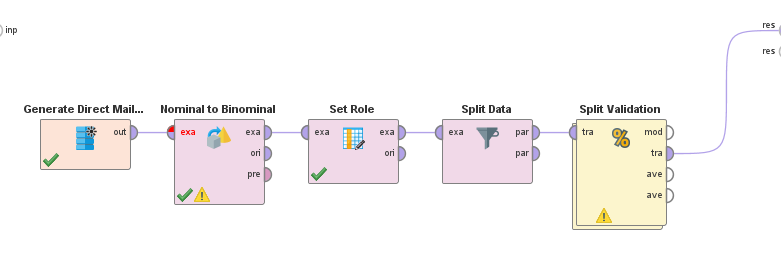 inp
res
res
Generate Direct Mail...
Nominal to Binominal
Set Role
Split Data
Split Validation
out
exa
exa
ori
pre
exa
exa
ori
exa
par
par
tra
mod
tra
ave
ave